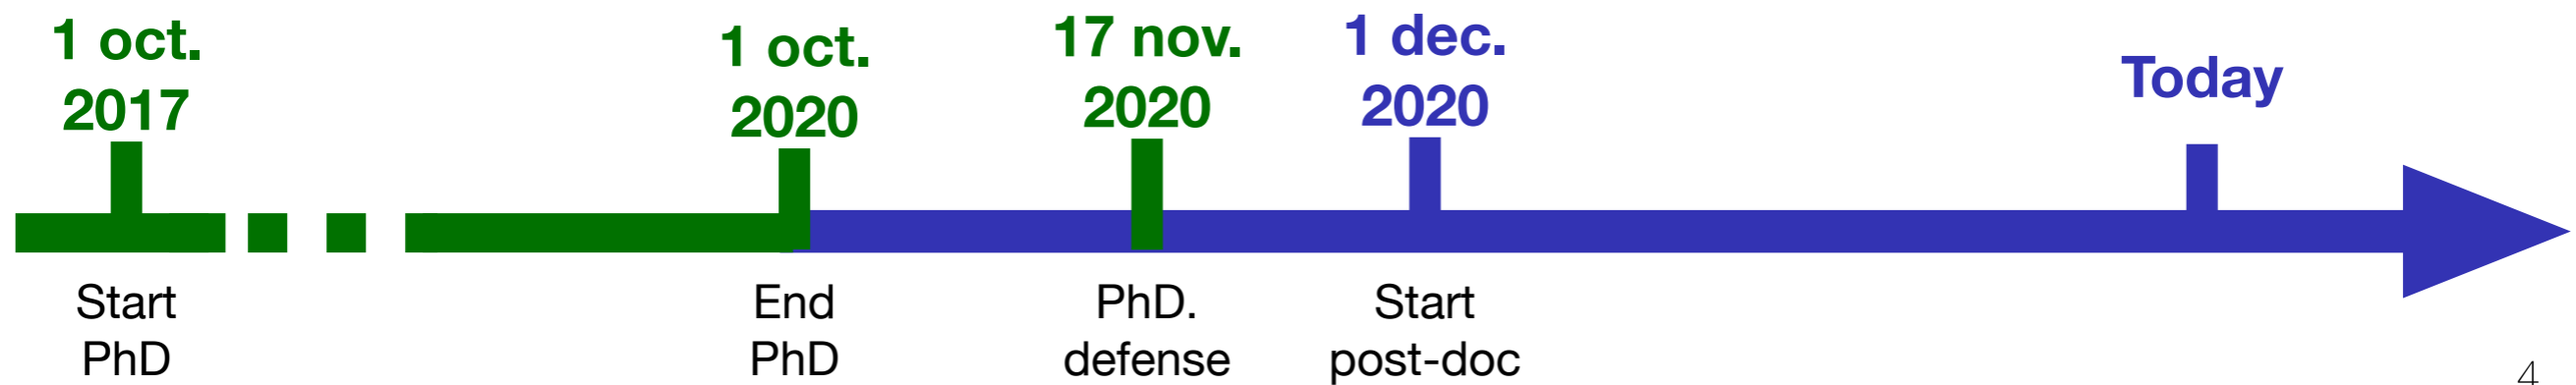 1 oct.
2017
1 oct.
2020
17 nov.
2020
1 dec.
2020
Today
Start
PhD
End
PhD
PhD.
defense
Start
post-doc
4